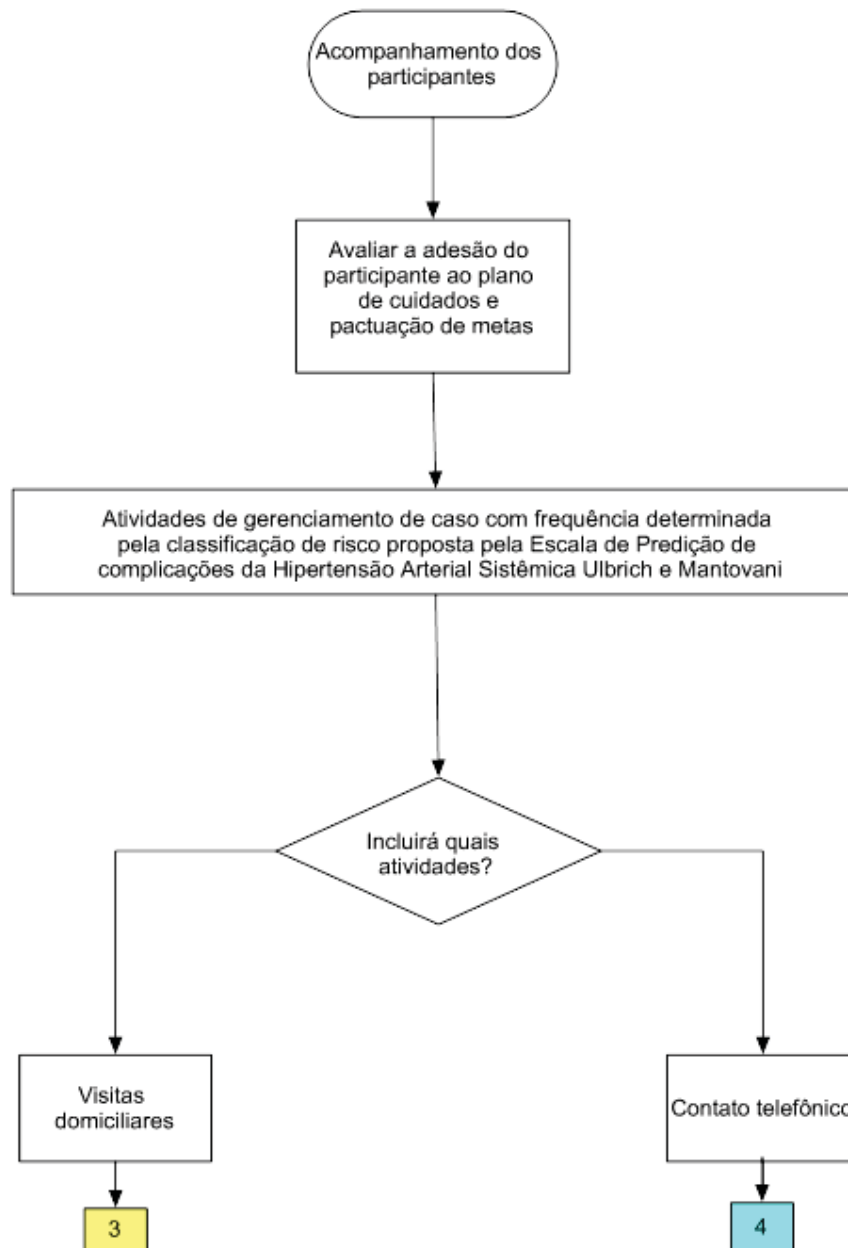 Acompanhamento dos
participantes
Avaliar a adesão do
participante ao plano
de cuidados e
pactuação de metas
Atividades de gerenciamento de caso com frequência determinada
pela classificação de risco proposta pela Escala de Predição de
complicações da Hipertensão Arterial Sistêmica Ulbrich e Mantovani
Incluirá quais
atividades?
Visitas
domiciliares
Contato telefônico
3
4